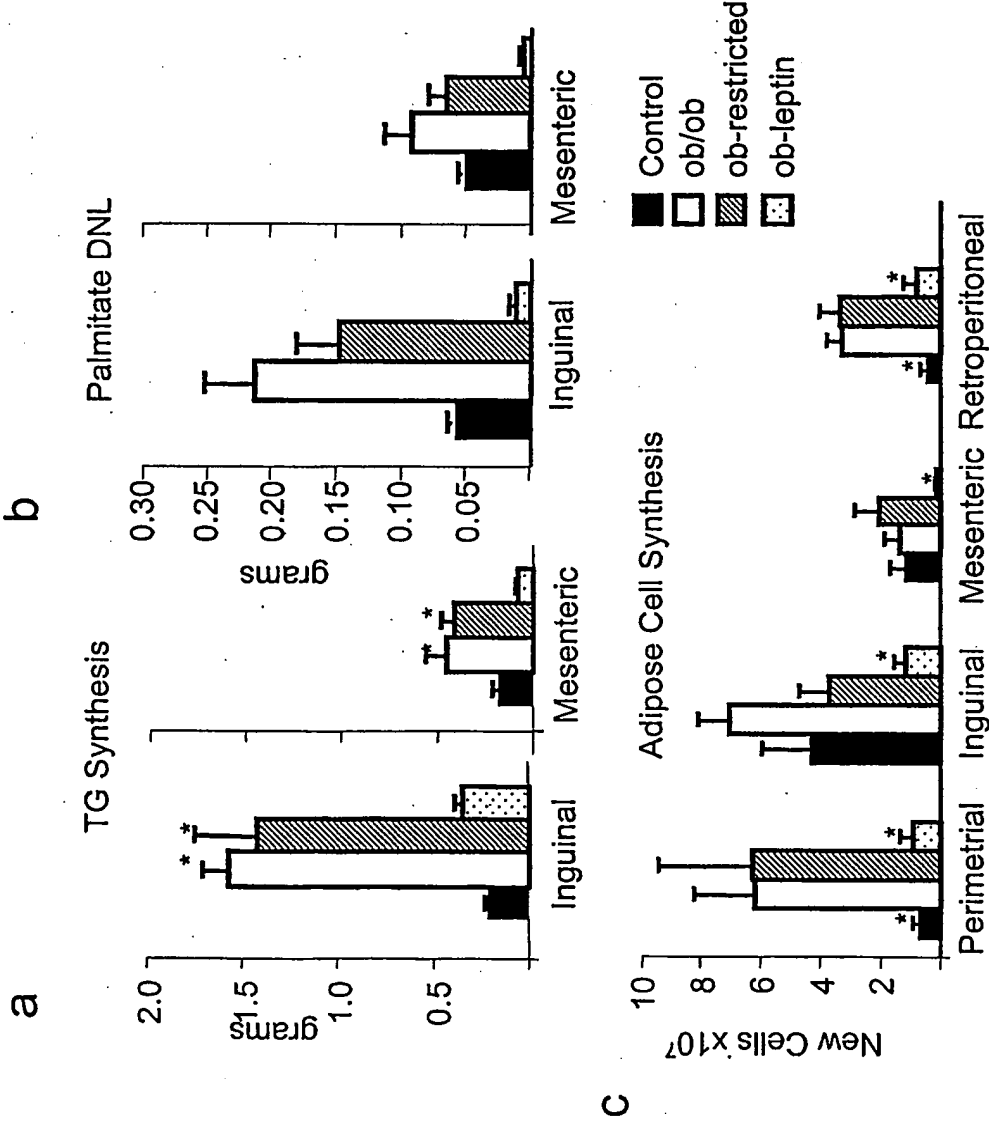 a
TG Synthesis
2.0
1.5
1.0
0.5
grams
Inguinal
Mesenteric
b
Palmitate DNL
0.30
0.25
0.20
0.15
0.10
0.05
grams
Inguinal
Mesenteric
c
Adipose Cell Synthesis
10
8
6
4
2
New Cells x10⁷
Perimetrial
Inguinal
Mesenteric
Retroperitoneal
Control
ob/ob
ob-restricted
ob-leptin
* *
* *
* *
*
*
* *